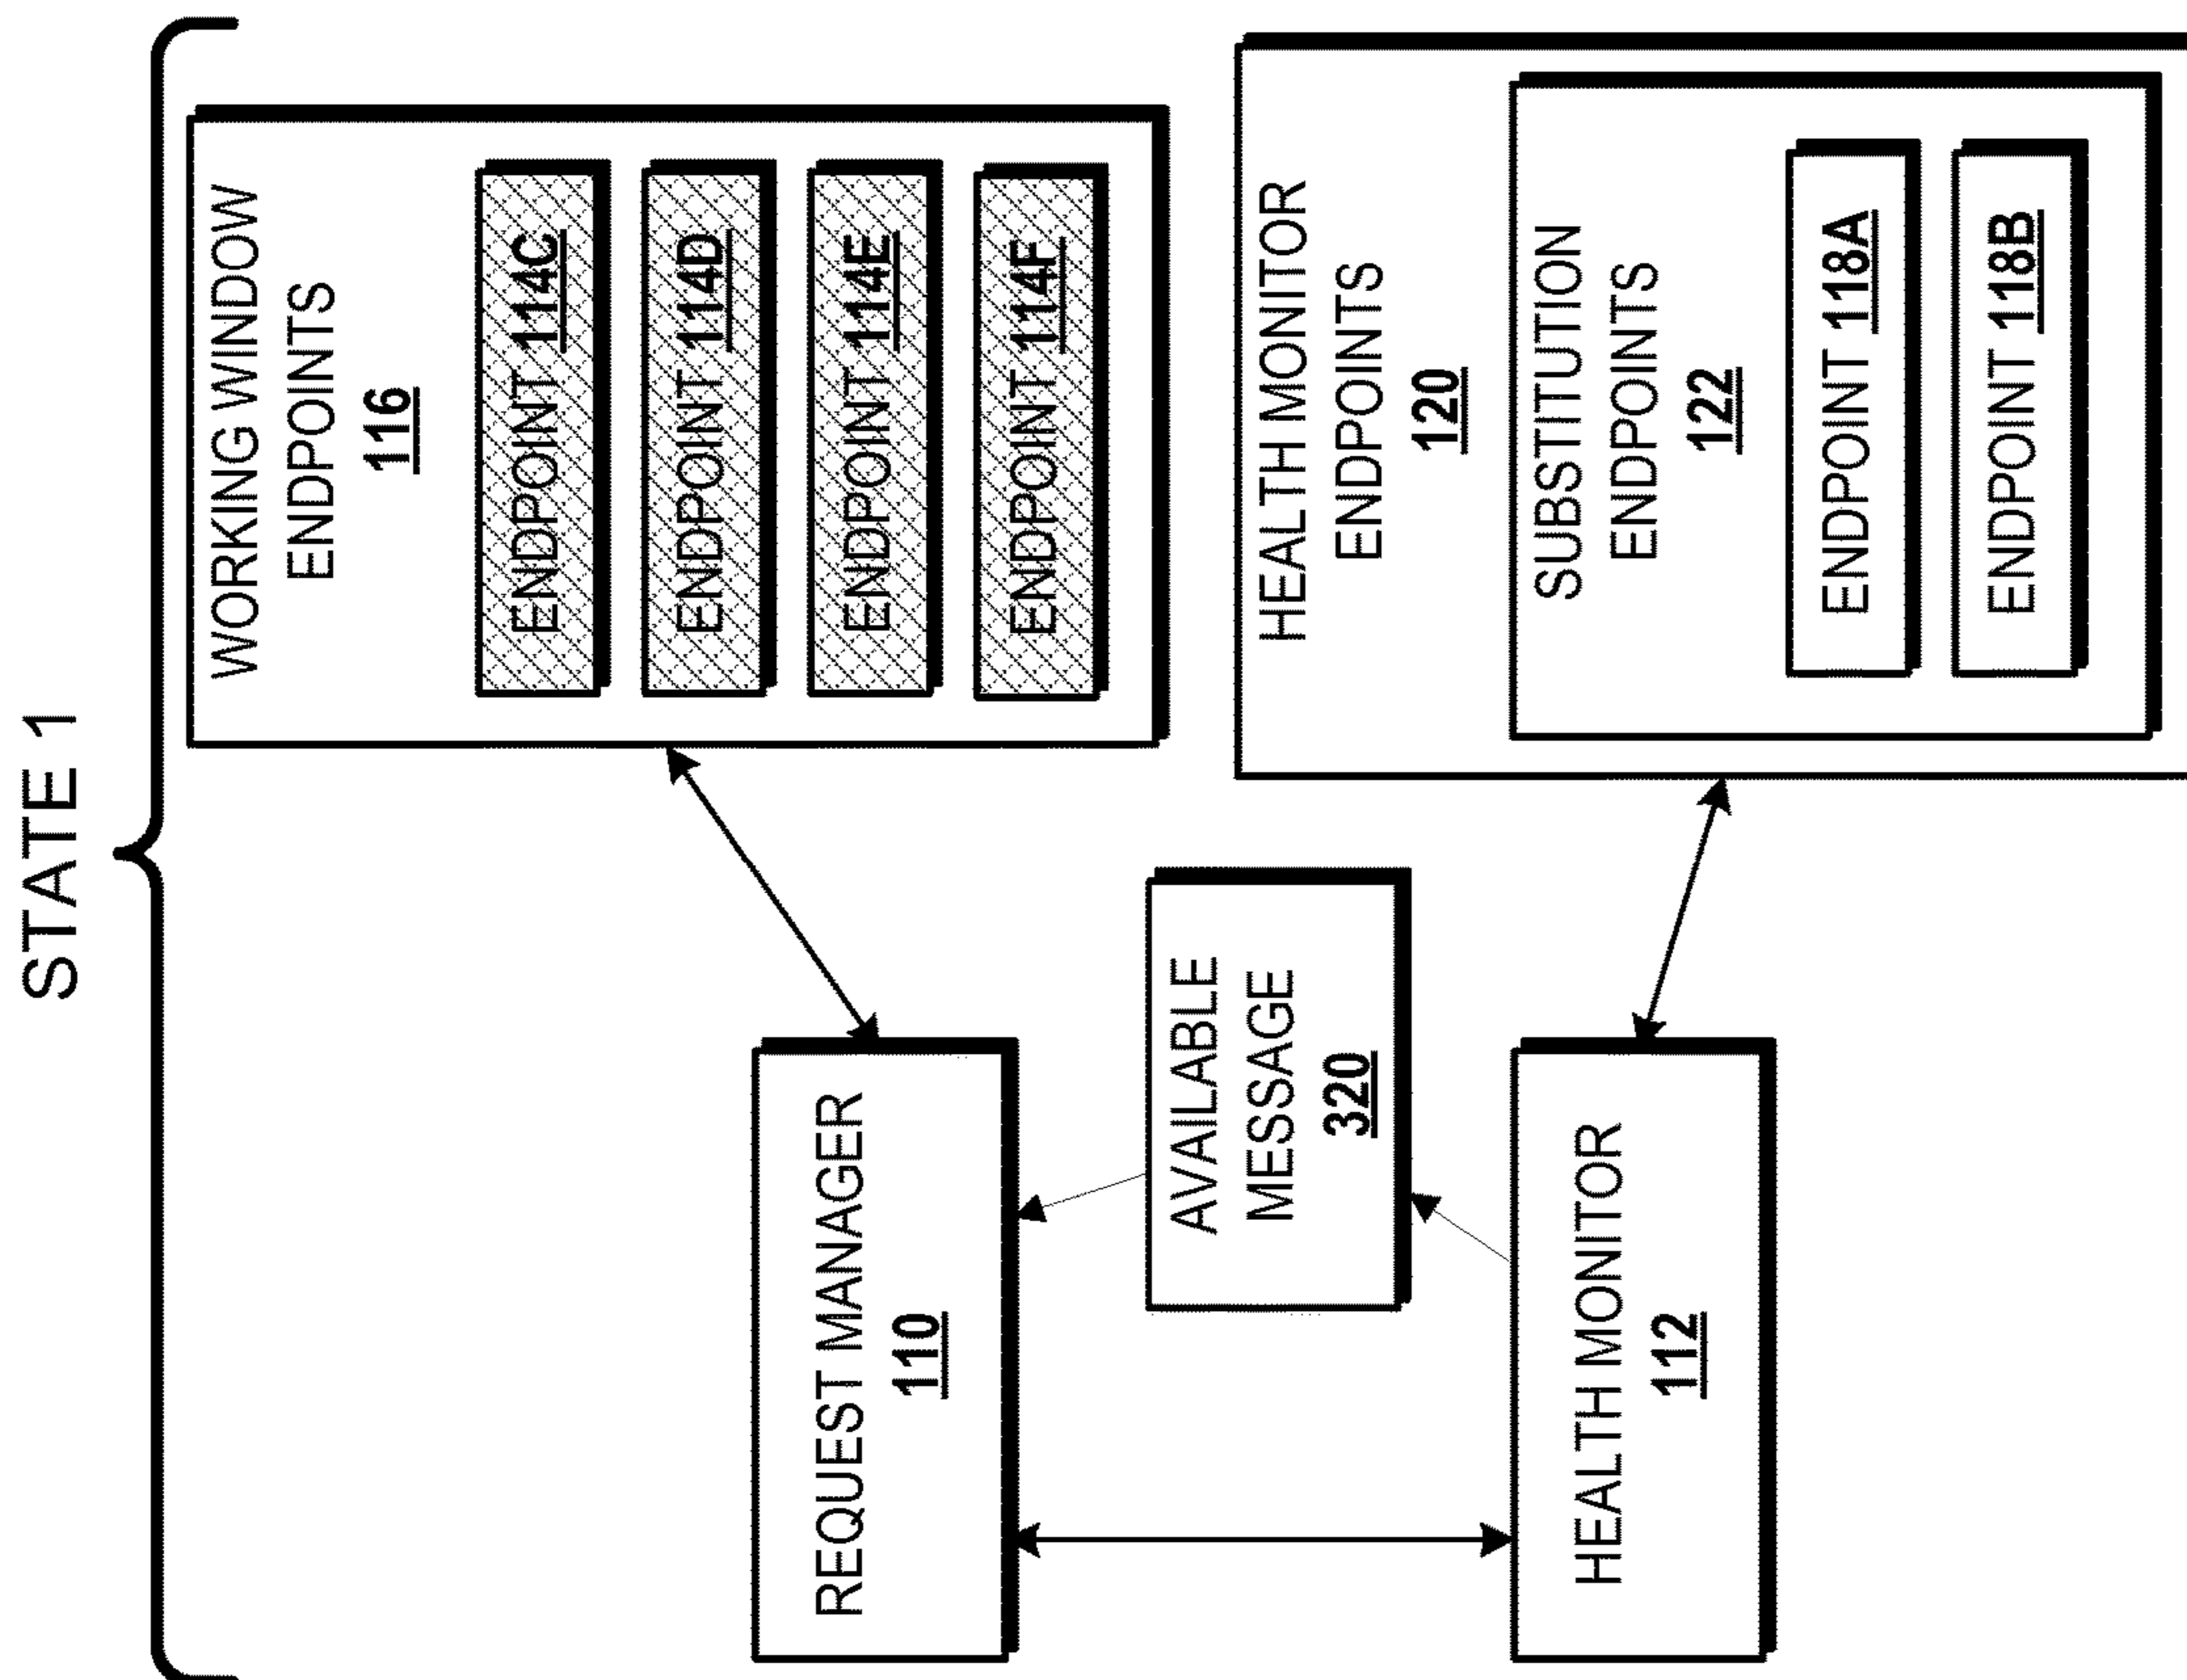 STATE 1
WORKING WINDOW
ENDPOINTS
116
ENDPOINT 114C
ENDPOINT 114D
ENDPOINT 114E
ENDPOINT 114F
REQUEST MANAGER
110
AVAILABLE
MESSAGE
320
HEALTH MONITOR
112
HEALTH MONITOR
ENDPOINTS
120
SUBSTITUTION
ENDPOINTS
122
ENDPOINT 118A
ENDPOINT 118B